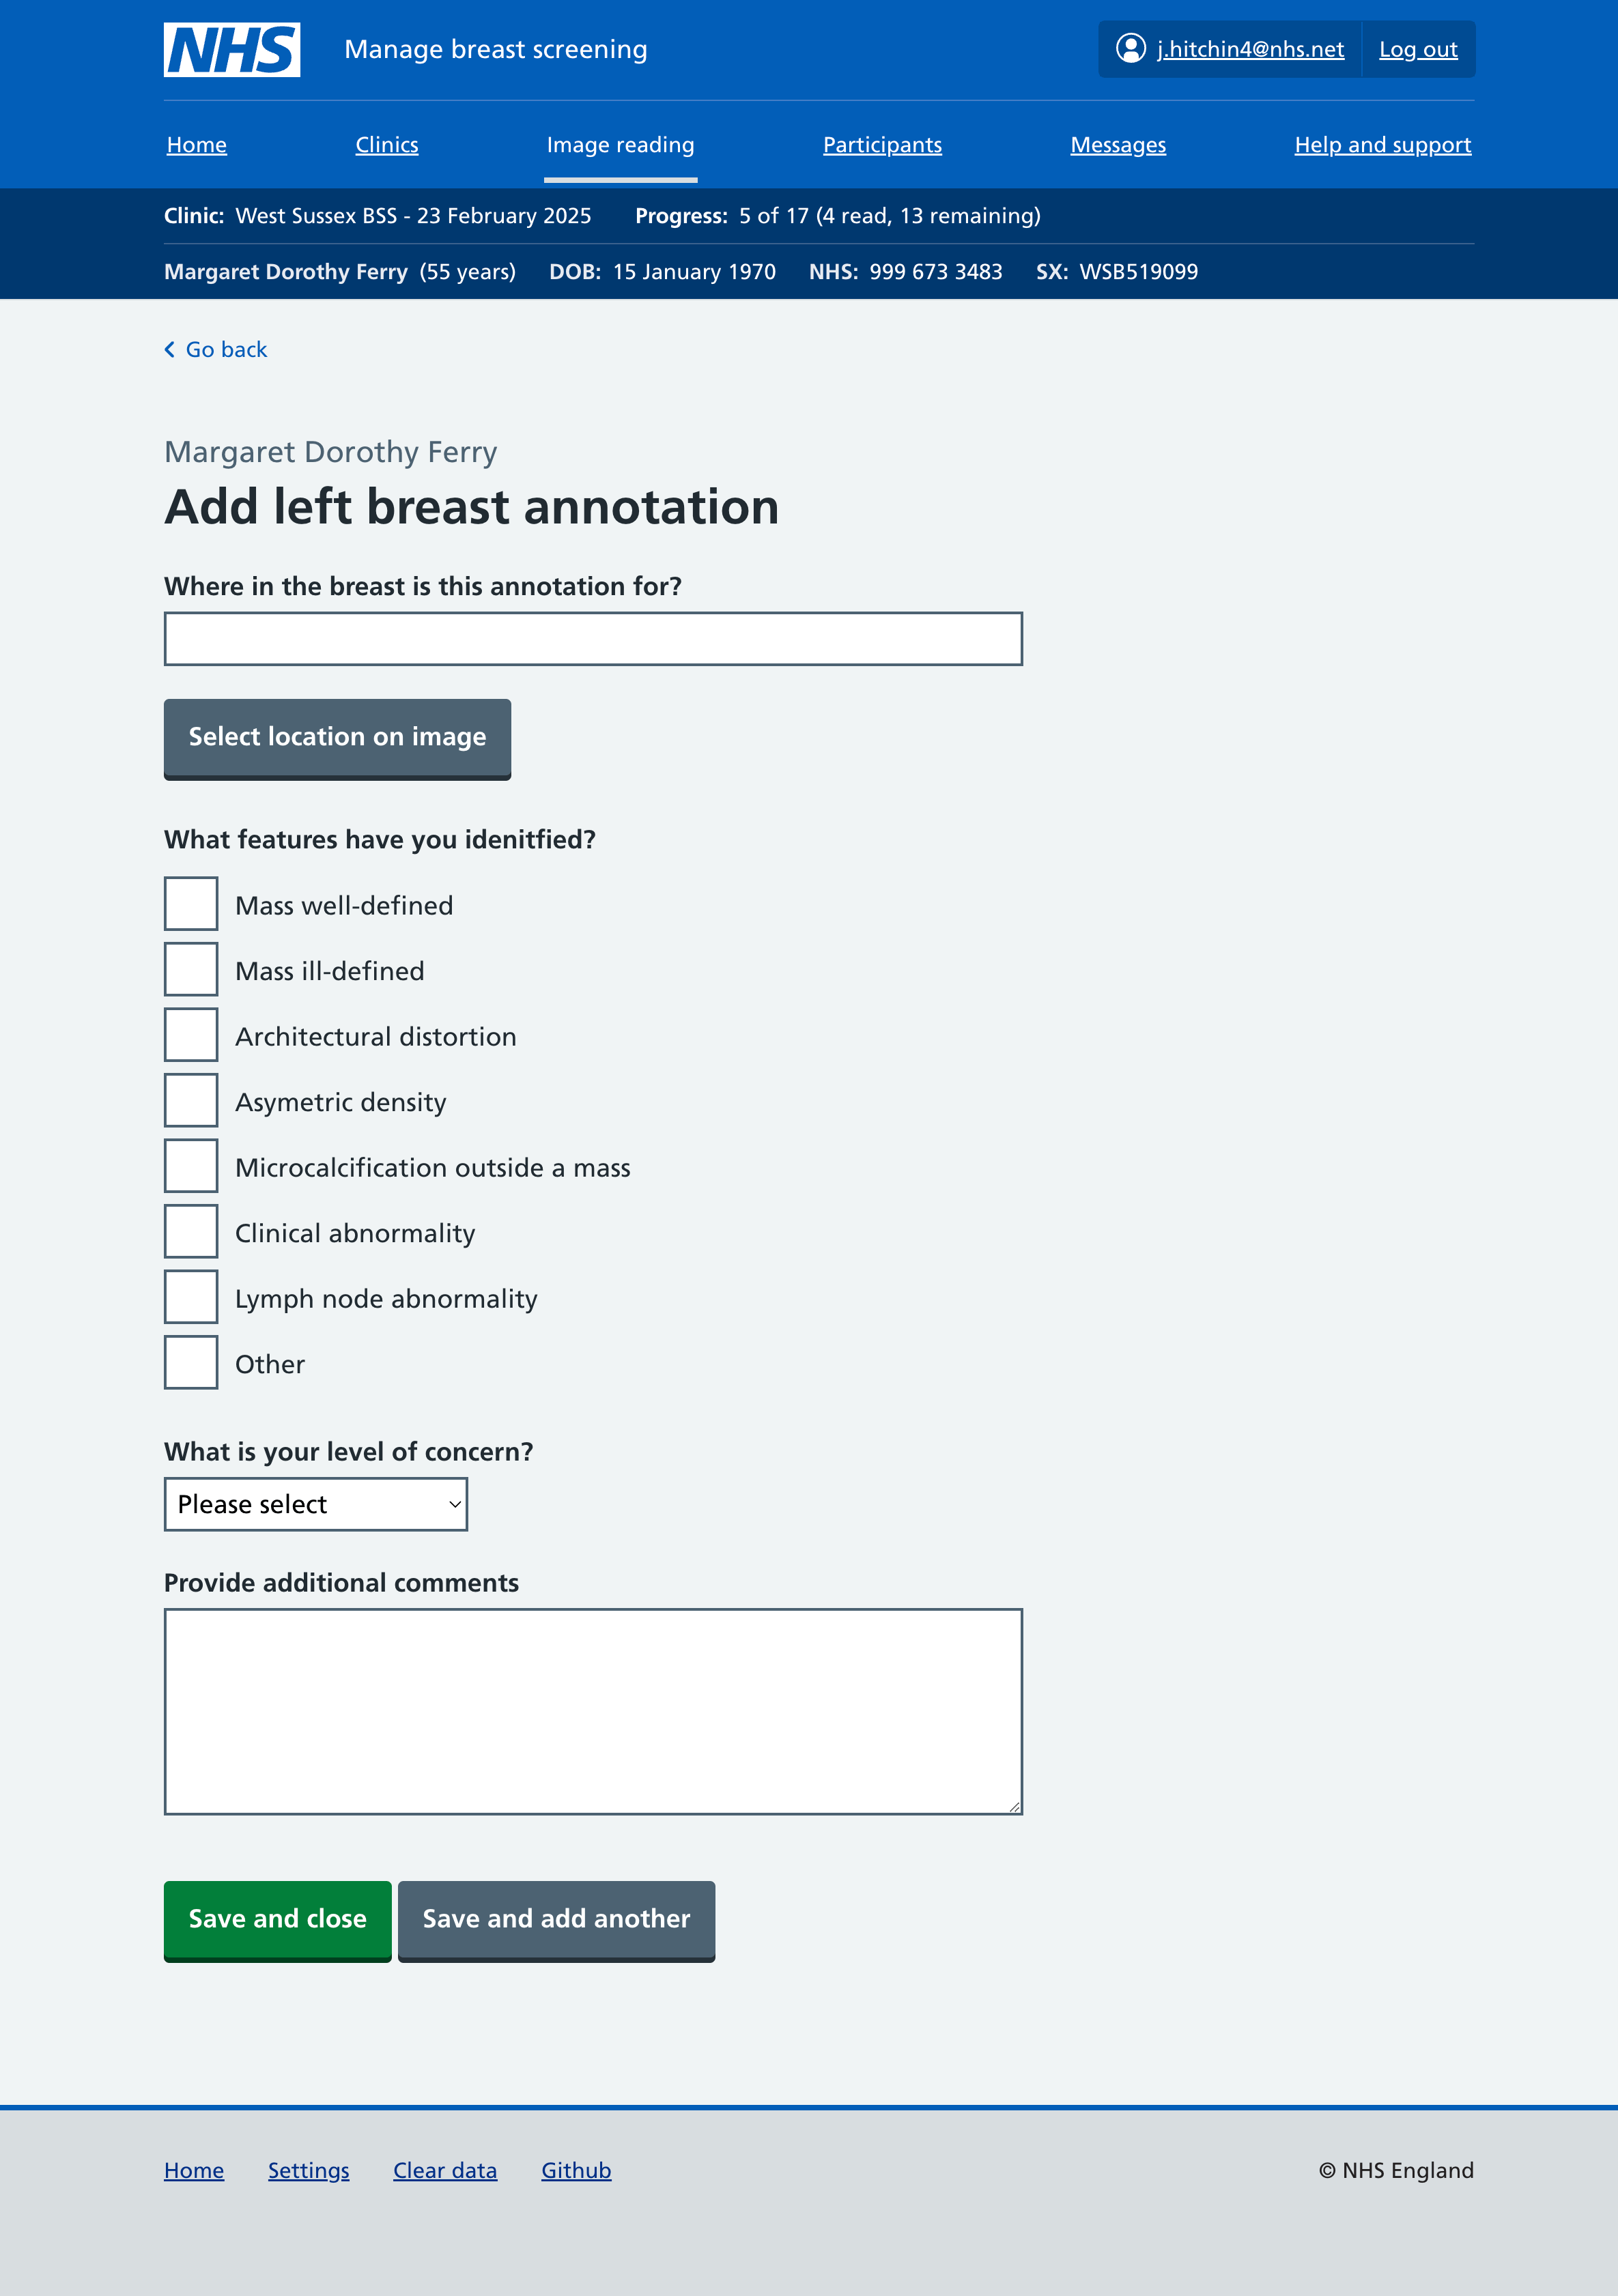 NHS Manage breast screening j.hitchin4@nhs.net Log out
Home Clinics Image reading Participants Messages Help and support
Clinic: West Sussex BSS - 23 February 2025 Progress: 5 of 17 (4 read, 13 remaining)
Margaret Dorothy Ferry (55 years) DOB: 15 January 1970 NHS: 999 673 3483 SX: WSB519099
Go back
Margaret Dorothy Ferry
Add left breast annotation
Where in the breast is this annotation for?
Select location on image
What features have you idenitfied?
Mass well-defined
Mass ill-defined
Architectural distortion
Asymetric density
Microcalcification outside a mass
Clinical abnormality
Lymph node abnormality
Other
What is your level of concern?
Please select
Provide additional comments
Save and close Save and add another
Home Settings Clear data Github © NHS England